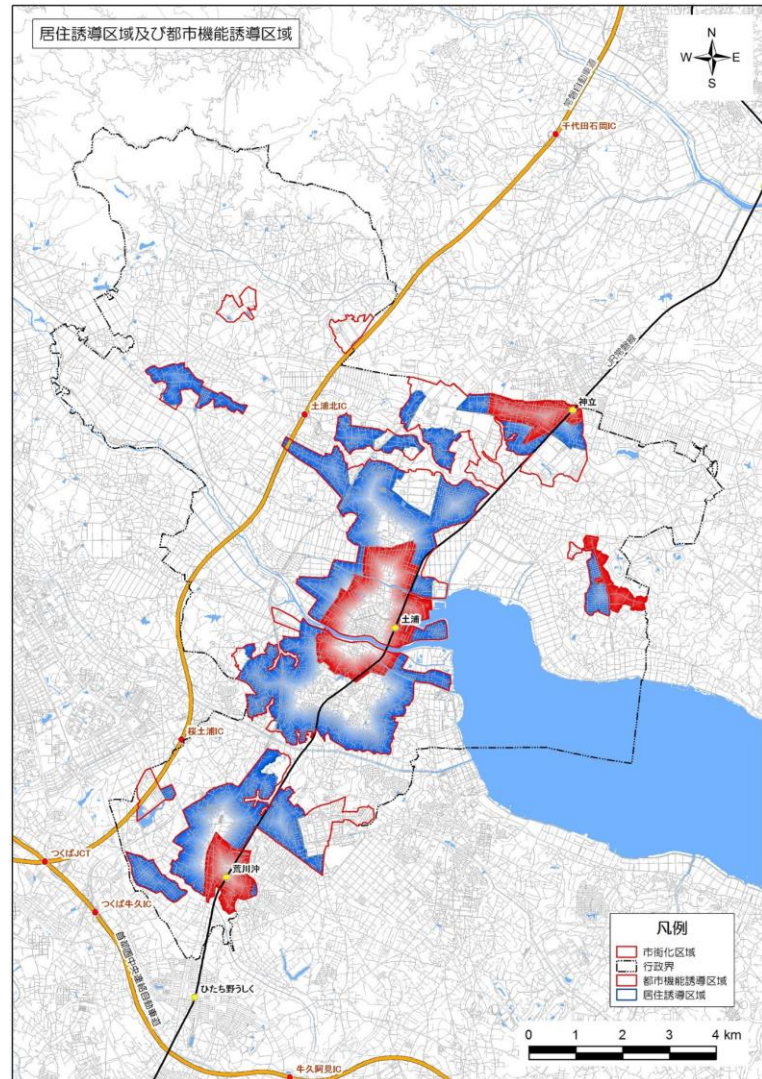 居住誘導区域及び都市機能誘導区域
N
W
E
S
常磐自動車道
千代田石岡IC
JR常磐線
神立
土浦北IC
土浦
桜土浦IC
つくばJCT
荒川沖
つくば牛久IC
首都圏中央連絡自動車道
ひたち野うしく
牛久阿見IC
凡例
市街化区域
行政界
都市機能誘導区域
居住誘導区域
0 1 2 3 4 km